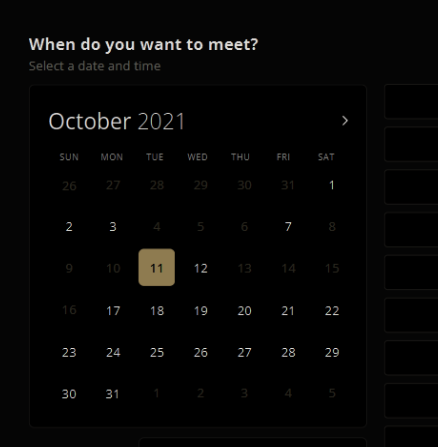 When do you want to meet?
Select a date and time
October 2021
SUN MON TUE WED THU FRI SAT
26 27 28 29 30 31 1
2 3 4 5 6 7 8
9 10 11 12 13 14 15
16 17 18 19 20 21 22
23 24 25 26 27 28 29
30 31 1 2 3 4 5